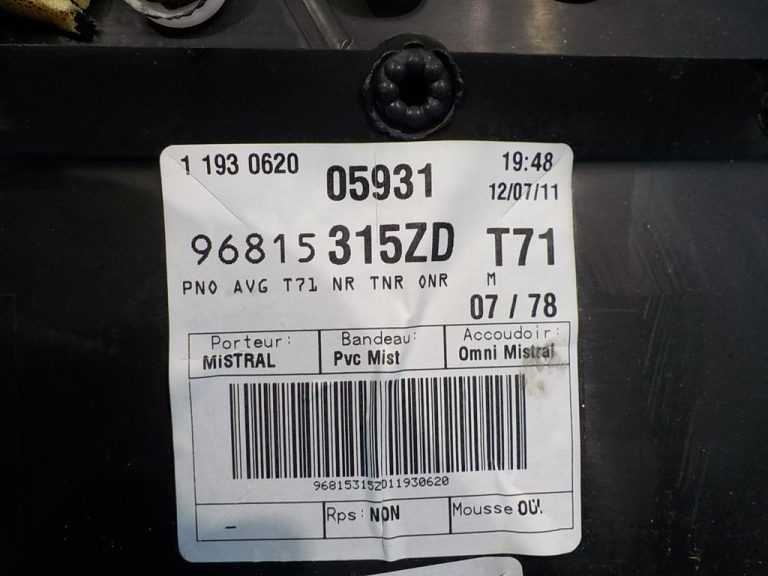 1 193 0620 05931 19:48
12/07/11
96815 315ZD T71
PNO AVG T71 NR TNR ONR M
07 / 78
Porteur: Bandeau: Accoudoir:
MiSTRAL Pvc Mist Omni Mistral
96815315ZD11930620
– Rps: NON Mousse OUi